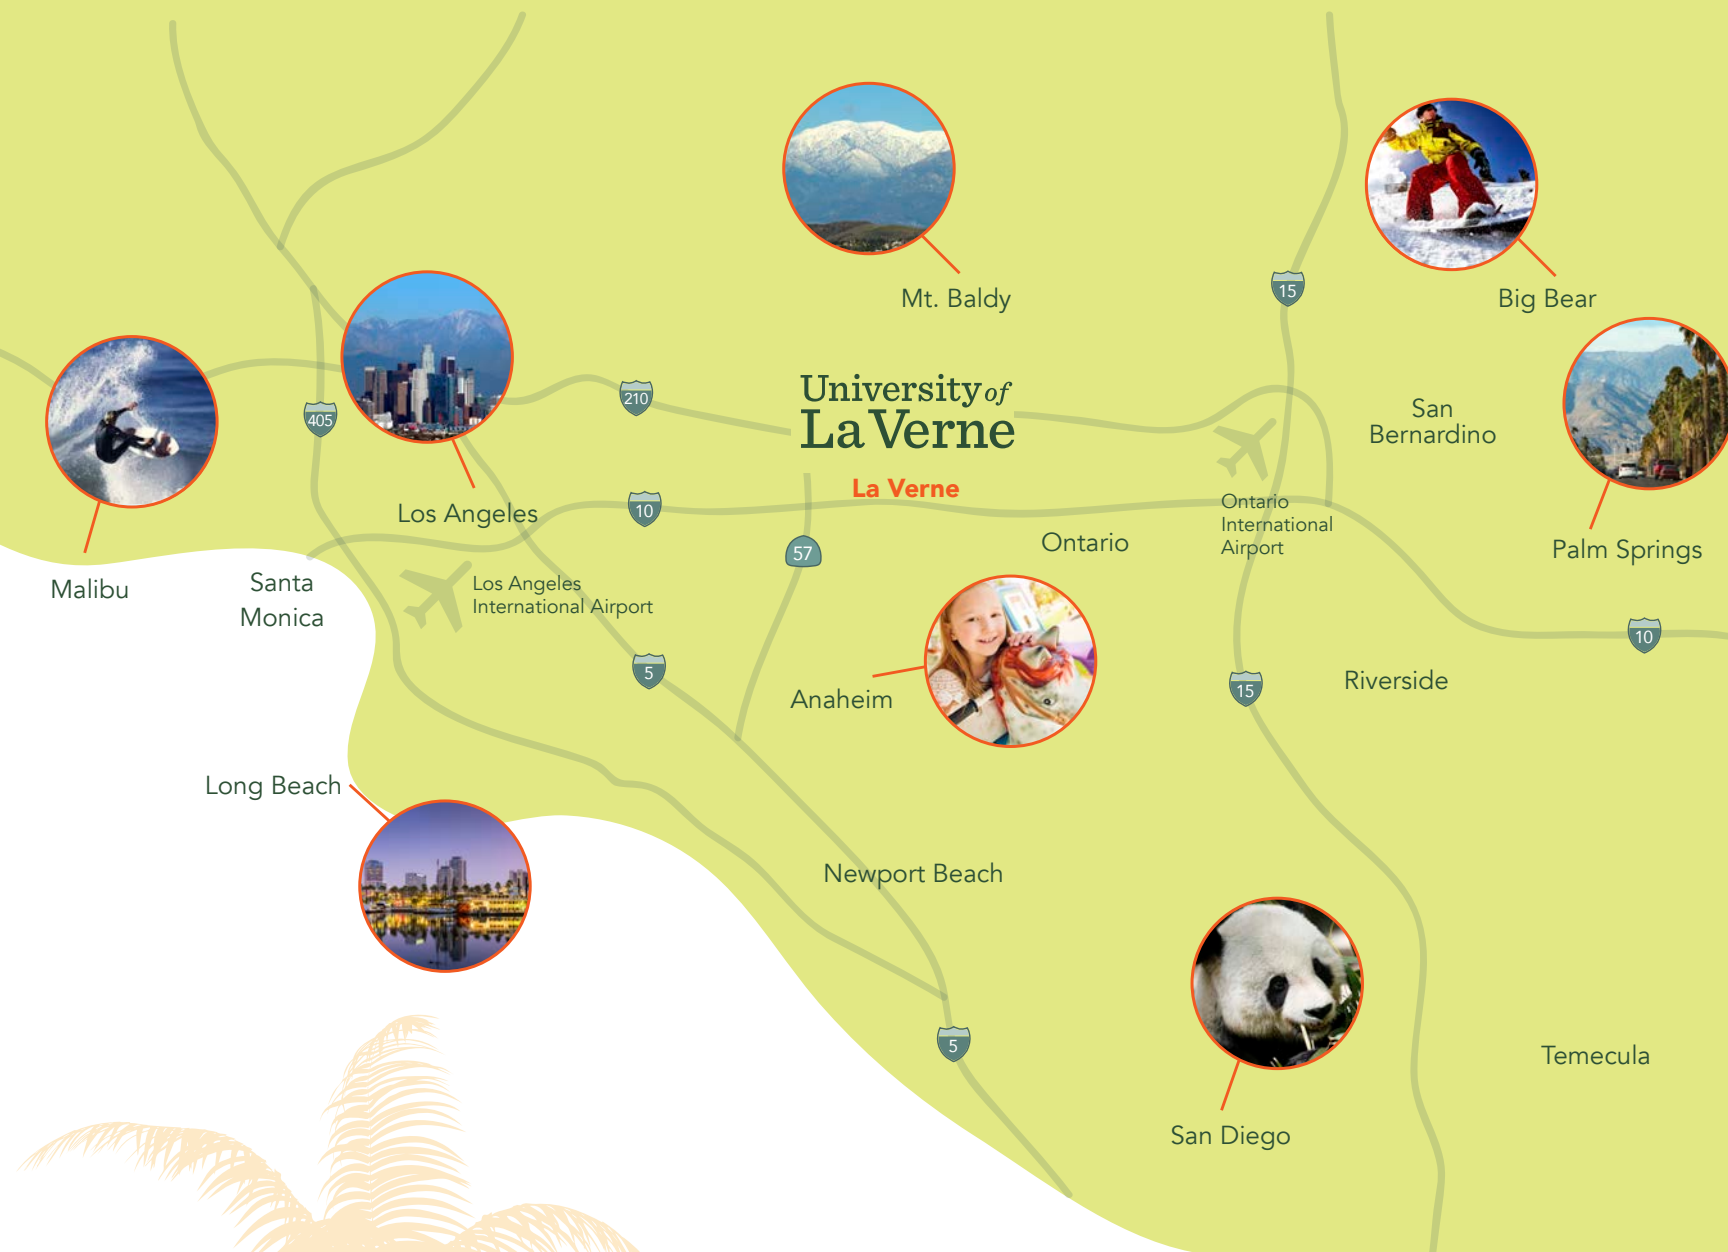 Mt. Baldy
15
Big Bear
University of
La Verne
210
405
San
Bernardino
La Verne
Los Angeles
10
Ontario
International
Airport
57
Ontario
Palm Springs
Malibu
Santa
Monica
Los Angeles
International Airport
10
5
Anaheim
15
Riverside
Long Beach
Newport Beach
5
Temecula
San Diego